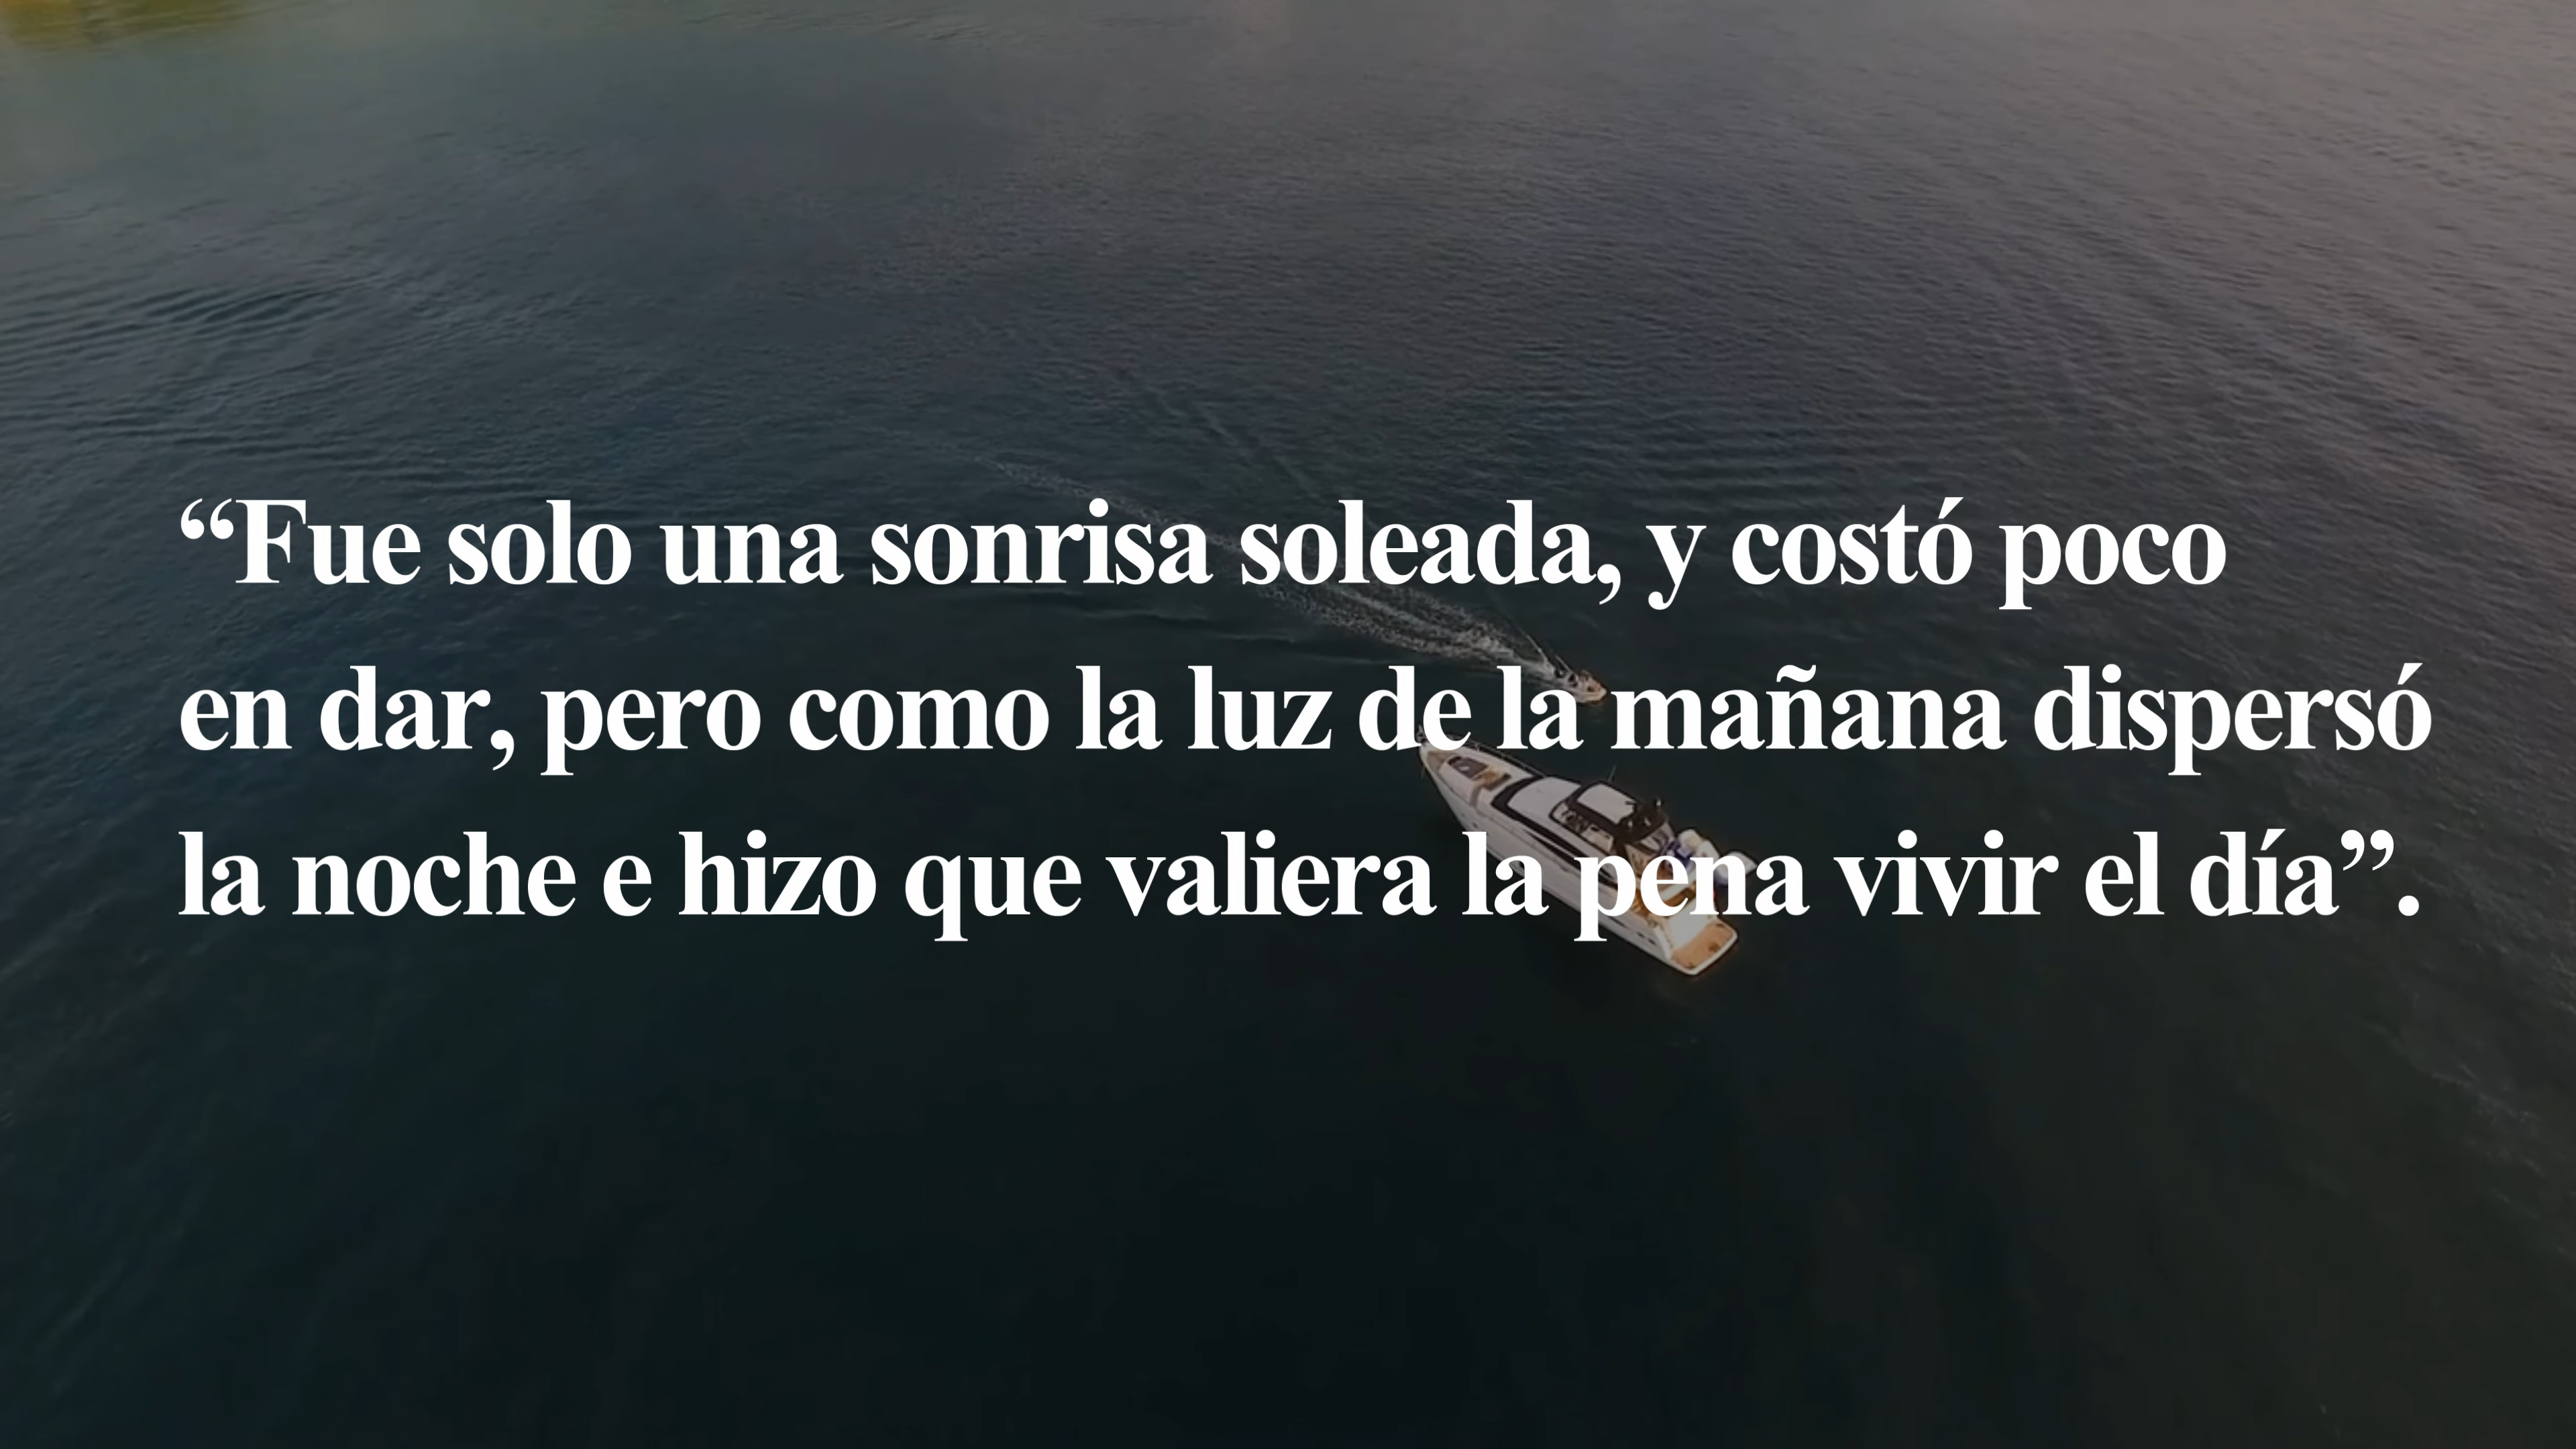 “Fue solo una sonrisa soleada, y costó poco
en dar, pero como la luz de la mañana dispersó
la noche e hizo que valiera la pena vivir el día”.